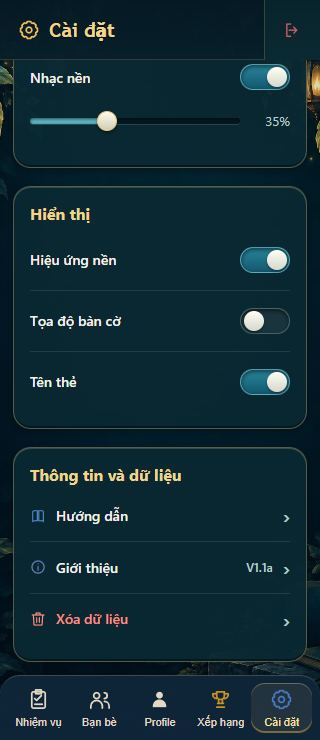 Cài đặt
Nhạc nền
35%
Hiển thị
Hiệu ứng nền
Tọa độ bàn cờ
Tên thẻ
Thông tin và dữ liệu
Hướng dẫn
Giới thiệu V1.1a
Xóa dữ liệu
Nhiệm vụ Bạn bè Profile Xếp hạng Cài đặt